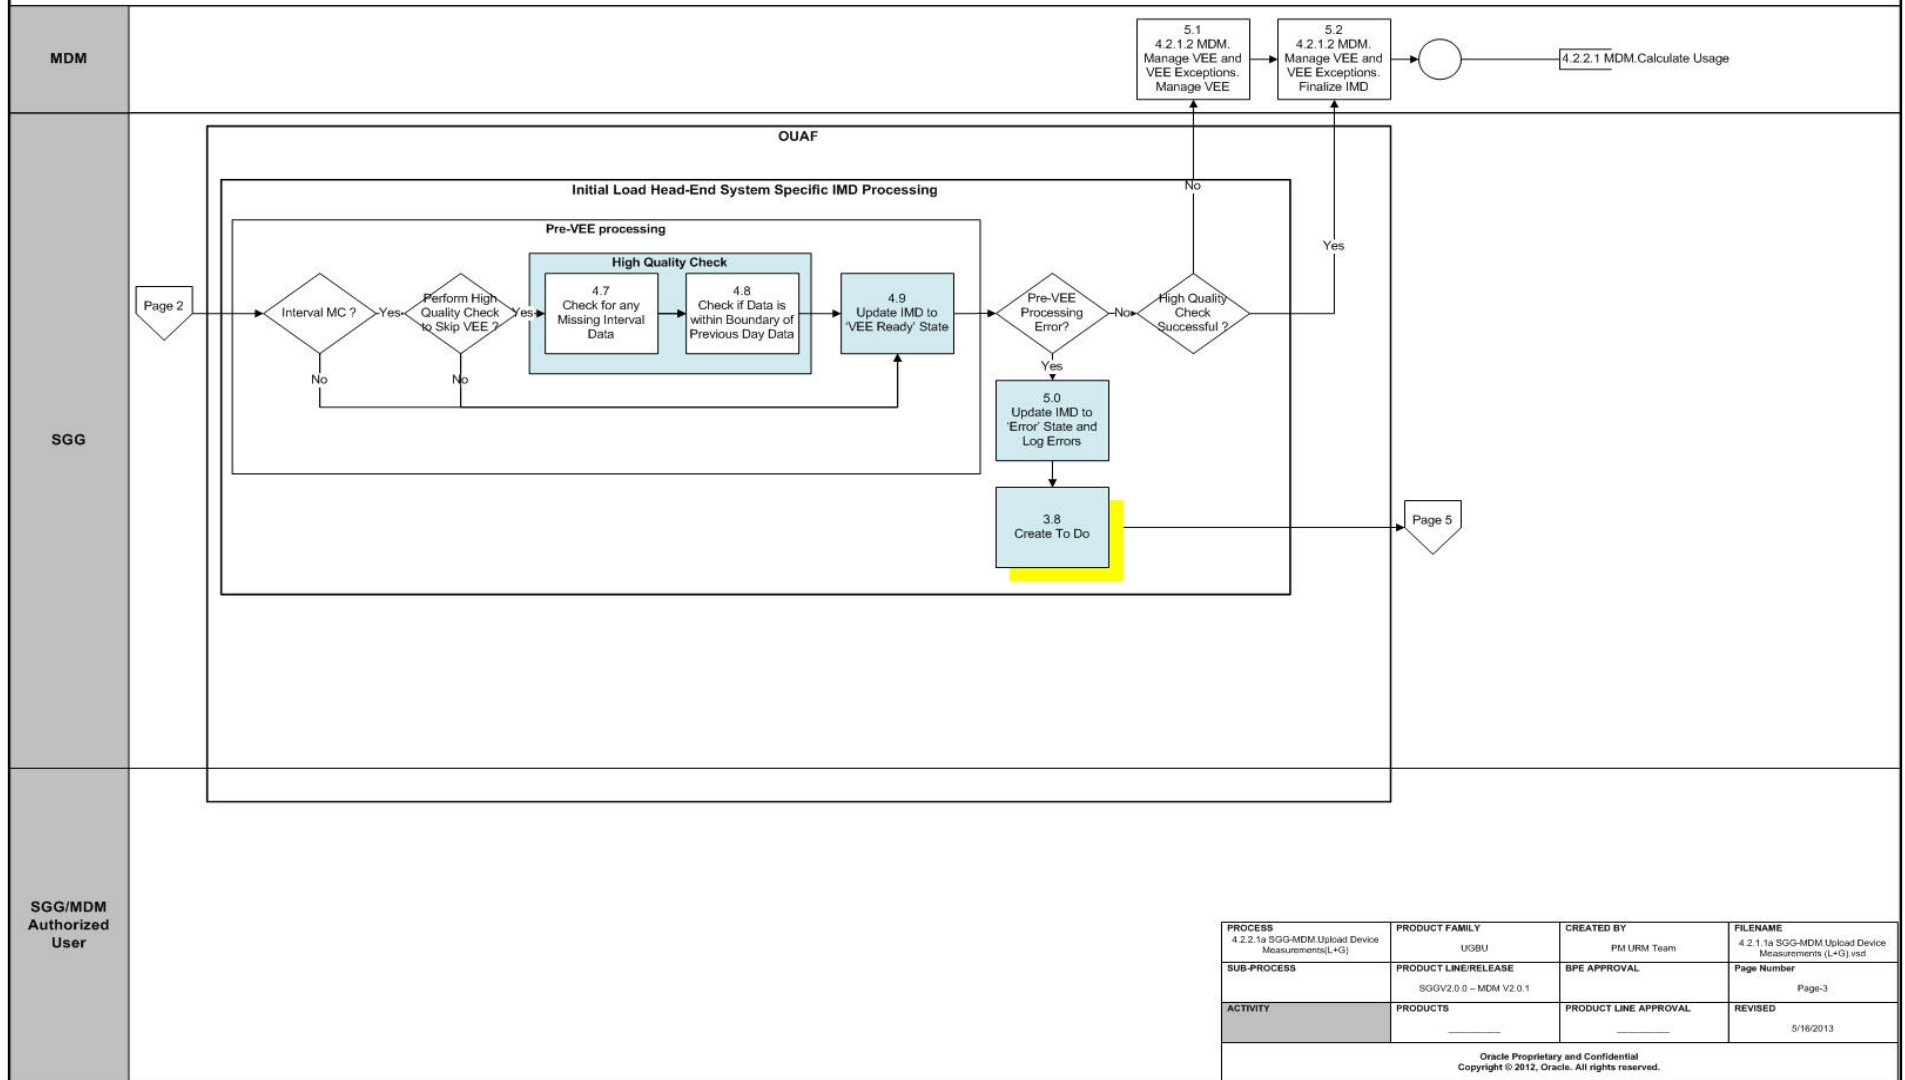 MDM
5.1
4.2.1.2 MDM.
Manage VEE and
VEE Exceptions.
Manage VEE
5.2
4.2.1.2 MDM.
Manage VEE and
VEE Exceptions.
Finalize IMD
4.2.2.1 MDM.Calculate Usage
SGG
OUAF
Initial Load Head-End System Specific IMD Processing
Pre-VEE processing
High Quality Check
Page 2
Interval MC ?
Yes
No
Perform High
Quality Check
to Skip VEE ?
Yes
No
4.7
Check for any
Missing Interval
Data
4.8
Check if Data is
within Boundary of
Previous Day Data
4.9
Update IMD to
‘VEE Ready’ State
Pre-VEE
Processing
Error?
No
Yes
High Quality
Check
Successful ?
No
Yes
5.0
Update IMD to
‘Error’ State and
Log Errors
3.8
Create To Do
Page 5
SGG/MDM
Authorized
User
PROCESS
4.2.2.1a SGG-MDM.Upload Device
Measurements(L+G)
PRODUCT FAMILY
UGBU
CREATED BY
PM URM Team
FILENAME
4.2.1.1a SGG-MDM.Upload Device
Measurements (L+G).vsd
SUB-PROCESS
PRODUCT LINE/RELEASE
SGGV2.0.0 – MDM V2.0.1
BPE APPROVAL
Page Number
Page-3
ACTIVITY
PRODUCTS
PRODUCT LINE APPROVAL
REVISED
5/16/2013
Oracle Proprietary and Confidential
Copyright © 2012, Oracle. All rights reserved.